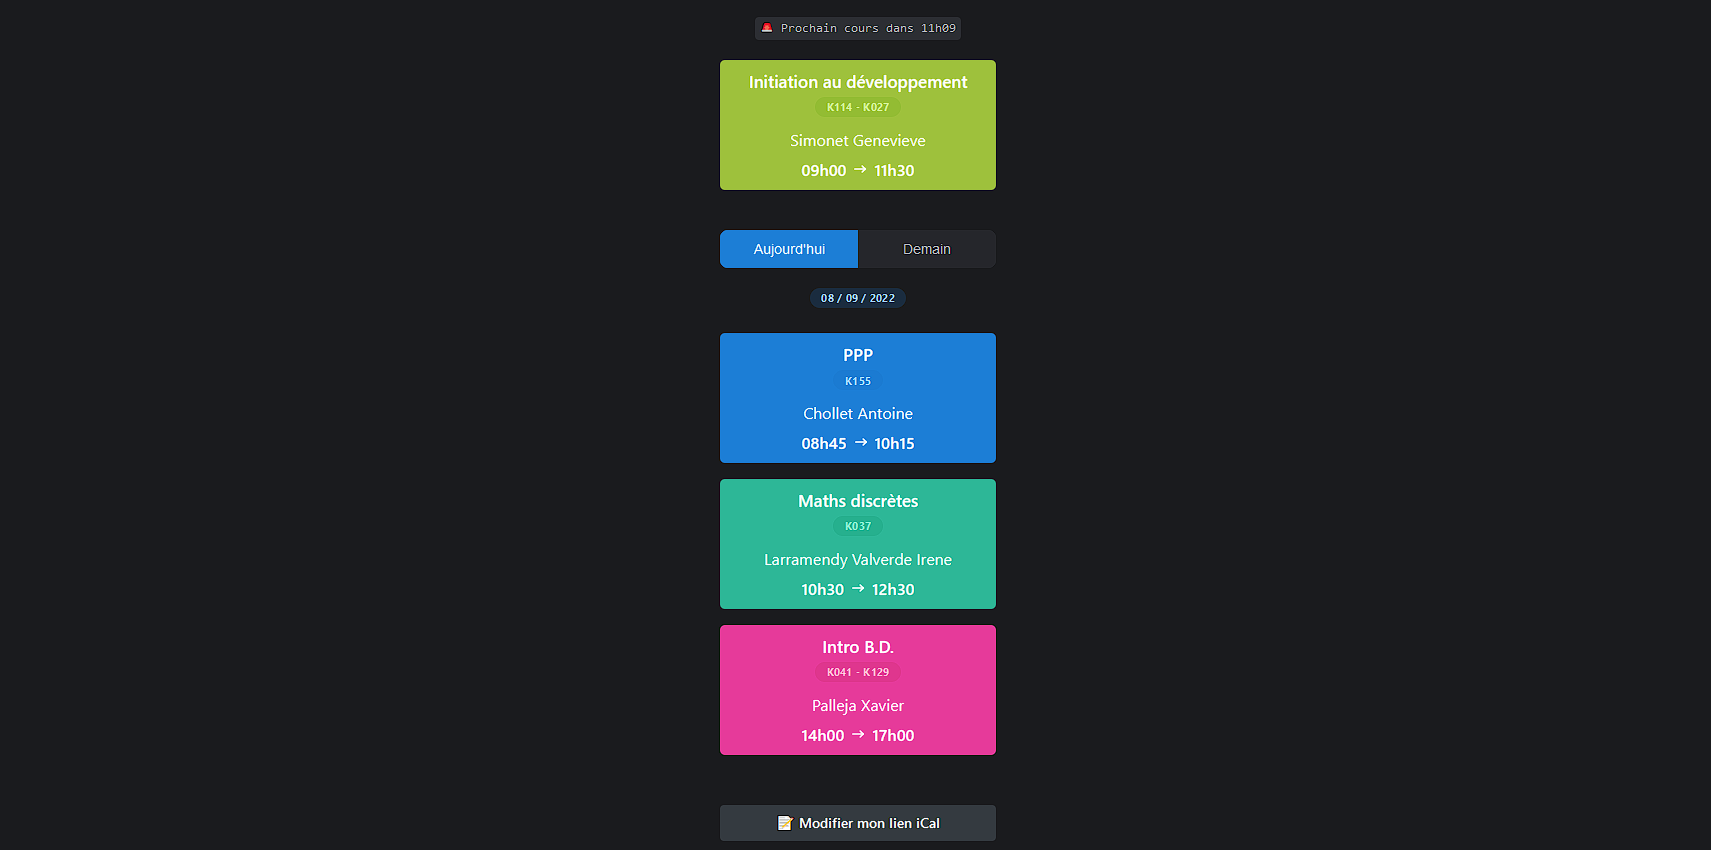 🚨 Prochain cours dans 11h09
Initiation au développement
K114 - K027
Simonet Genevieve
09h00 → 11h30
Aujourd'hui Demain
08 / 09 / 2022
PPP
K155
Chollet Antoine
08h45 → 10h15
Maths discrètes
K037
Larramendy Valverde Irene
10h30 → 12h30
Intro B.D.
K041 - K129
Palleja Xavier
14h00 → 17h00
📝 Modifier mon lien iCal